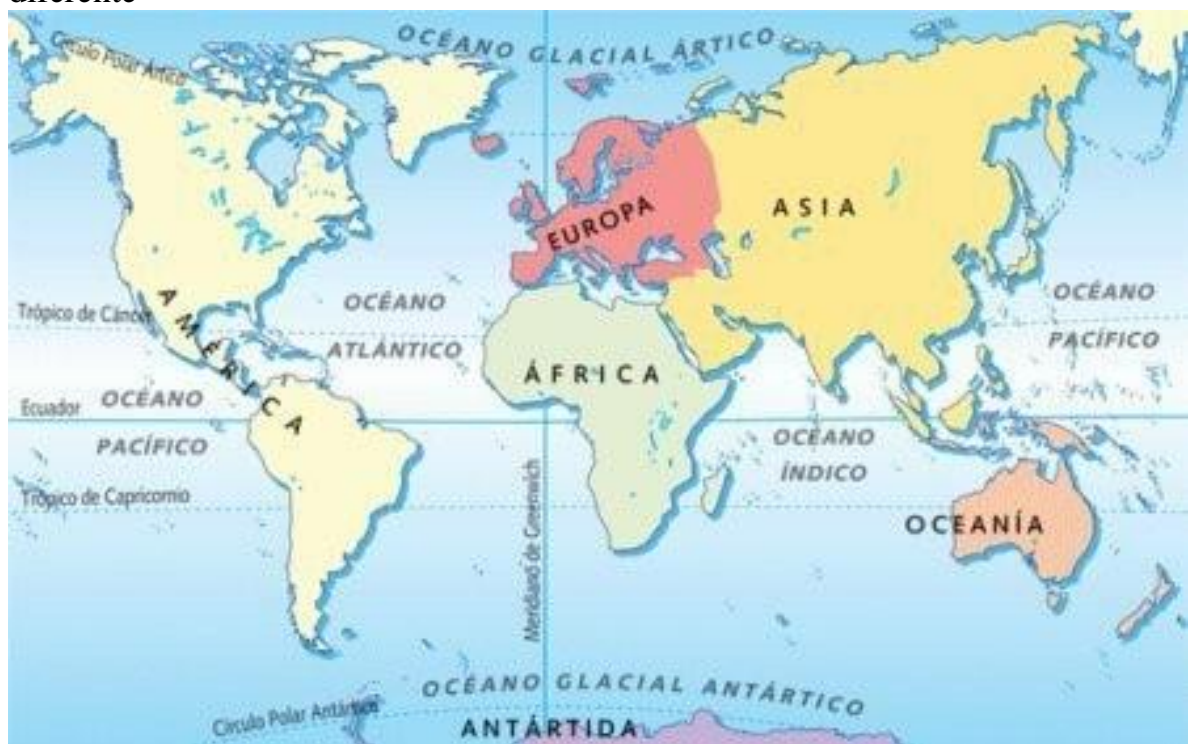 diferente
OCÉANO GLACIAL ÁRTICO
Círculo Polar Ártico
EUROPA
ASIA
AMÉRICA
OCÉANO
ATLÁNTICO
OCÉANO
PACÍFICO
Trópico de Cáncer
ÁFRICA
Ecuador
OCÉANO
PACÍFICO
OCÉANO
ÍNDICO
Trópico de Capricornio
Meridiano de Greenwich
OCEANÍA
OCÉANO GLACIAL ANTÁRTICO
Círculo Polar Antártico
ANTÁRTIDA